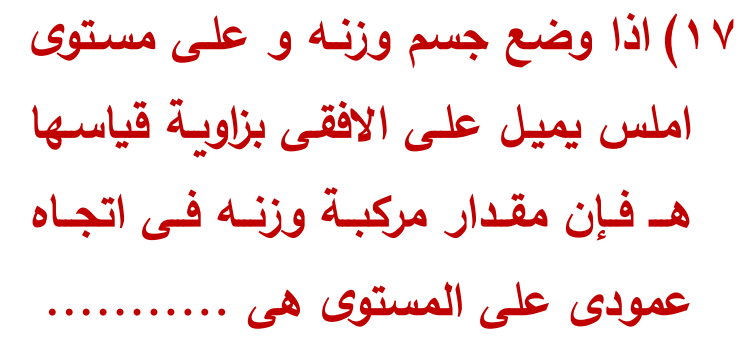 ١٧) اذا وضع جسم وزنه و على مستوى
املس يميل على الافقى بزاوية قياسها
هـ فإن مقدار مركبة وزنه فى اتجاه
عمودى على المستوى هى ...........